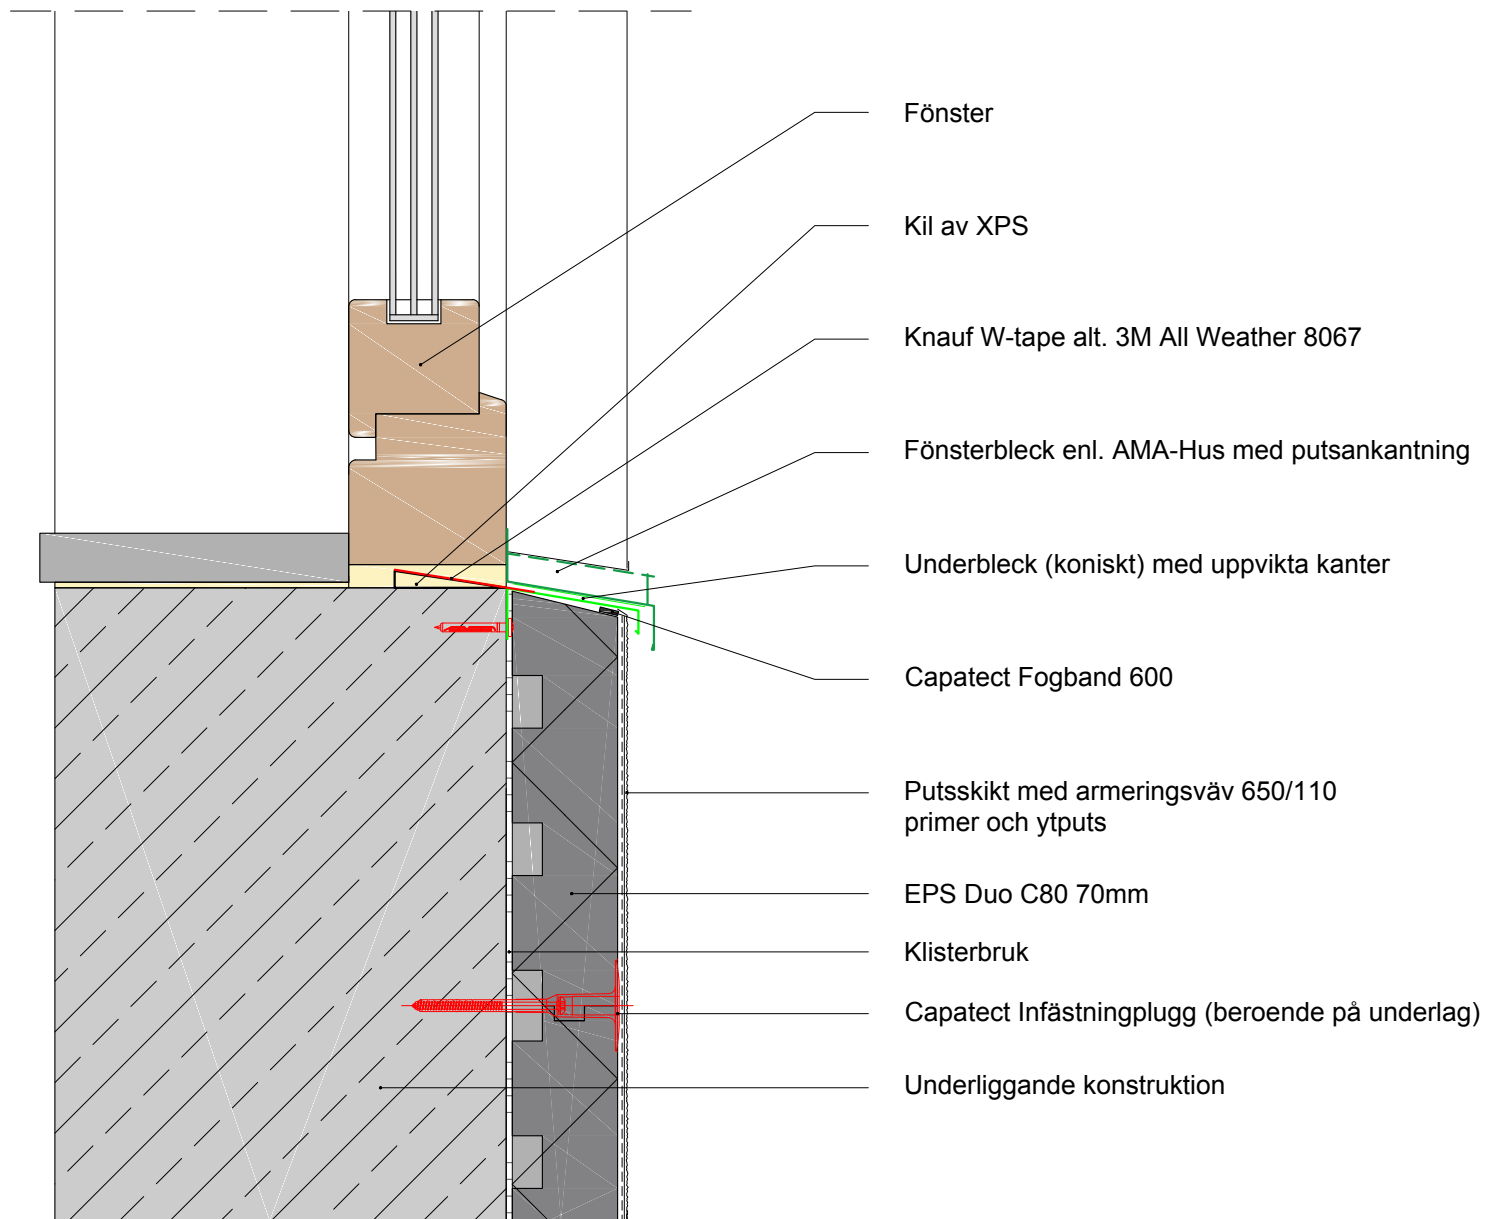 Fönster
Kil av XPS
Knauf W-tape alt. 3M All Weather 8067
Fönsterbleck enl. AMA-Hus med putsankantning
Underbleck (koniskt) med uppvikta kanter
Capatect Fogband 600
Putsskikt med armeringsväv 650/110
primer och ytputs
EPS Duo C80 70mm
Klisterbruk
Capatect Infästningplugg (beroende på underlag)
Underliggande konstruktion